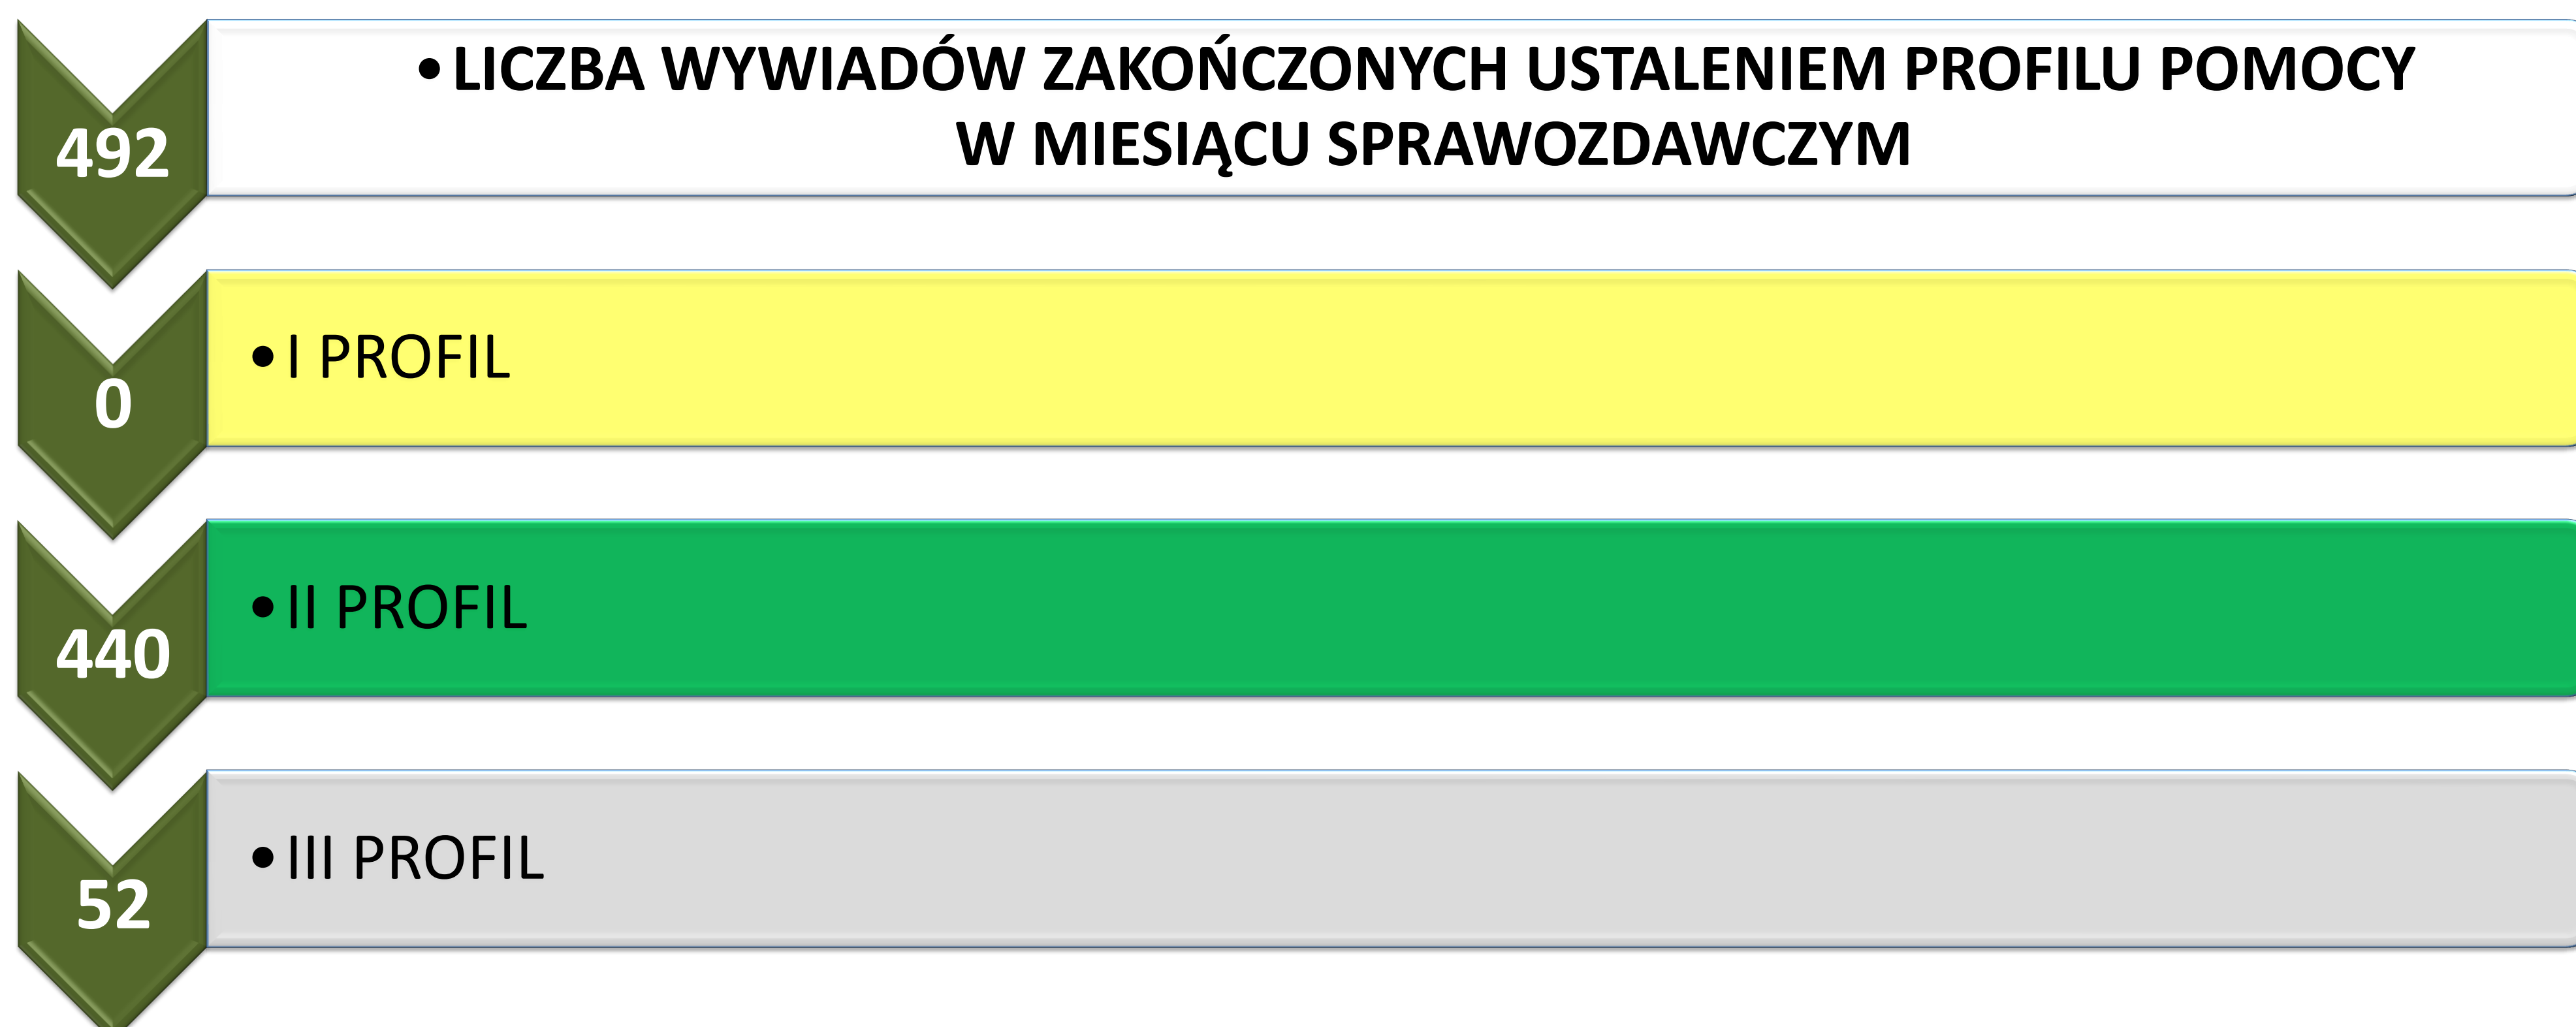 492
•LICZBA WYWIADÓW ZAKOŃCZONYCH USTALENIEM PROFILU POMOCY
W MIESIĄCU SPRAWOZDAWCZYM
0
•I PROFIL
440
•II PROFIL
52
•III PROFIL